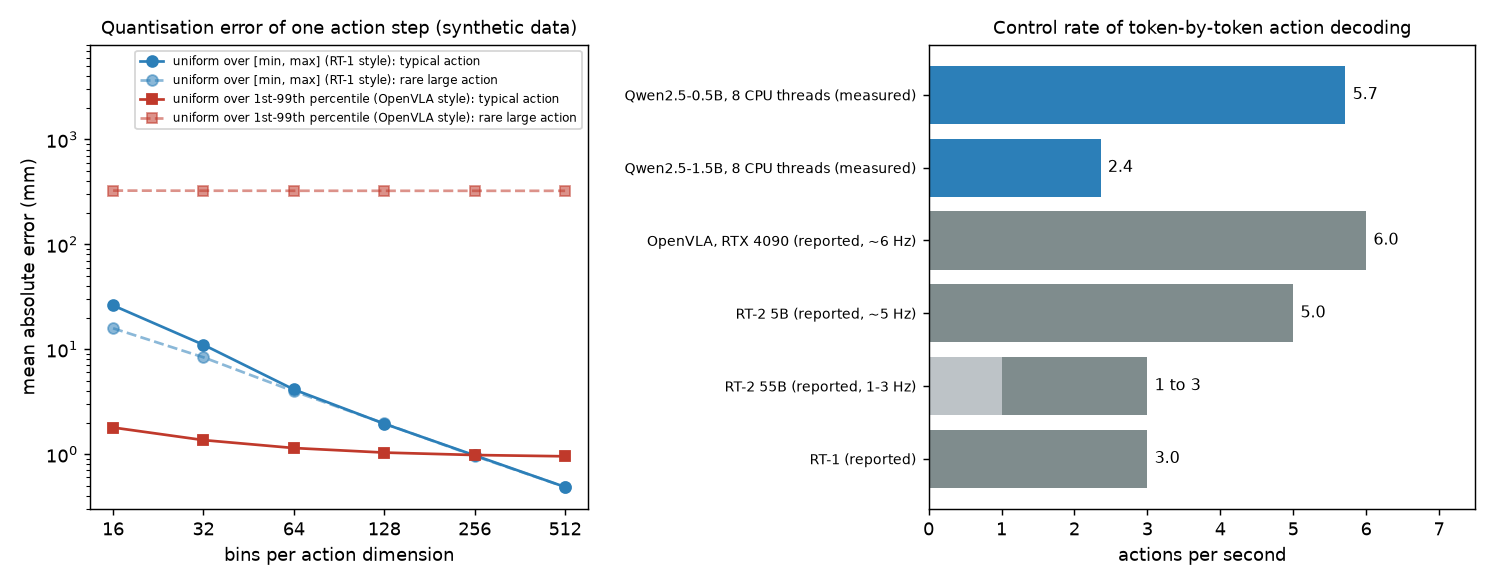 Quantisation error of one action step (synthetic data)
uniform over [min, max] (RT-1 style): typical action
uniform over [min, max] (RT-1 style): rare large action
uniform over 1st-99th percentile (OpenVLA style): typical action
uniform over 1st-99th percentile (OpenVLA style): rare large action
mean absolute error (mm)
10³
10²
10¹
10⁰
16 32 64 128 256 512
bins per action dimension
Control rate of token-by-token action decoding
Qwen2.5-0.5B, 8 CPU threads (measured) 5.7
Qwen2.5-1.5B, 8 CPU threads (measured) 2.4
OpenVLA, RTX 4090 (reported, ~6 Hz) 6.0
RT-2 5B (reported, ~5 Hz) 5.0
RT-2 55B (reported, 1-3 Hz) 1 to 3
RT-1 (reported) 3.0
0 1 2 3 4 5 6 7
actions per second